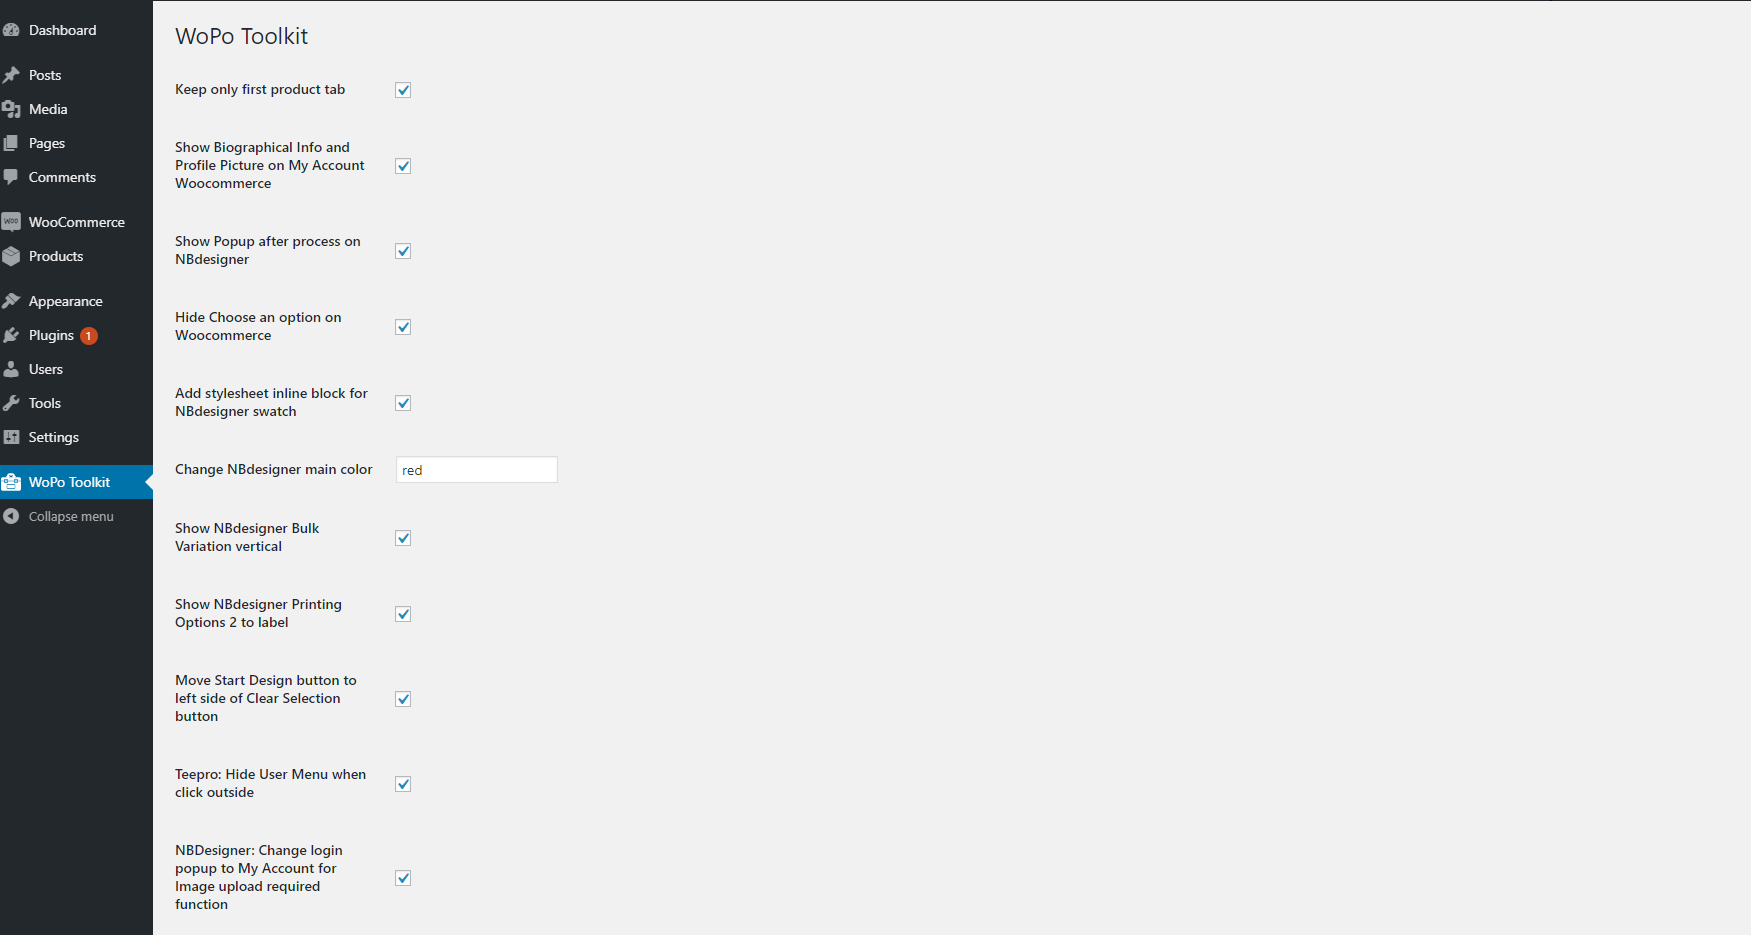 Dashboard
Posts
Media
Pages
Comments
WooCommerce
Products
Appearance
Plugins 1
Users
Tools
Settings
WoPo Toolkit
Collapse menu
WoPo Toolkit
Keep only first product tab
Show Biographical Info and
Profile Picture on My Account
Woocommerce
Show Popup after process on
NBdesigner
Hide Choose an option on
Woocommerce
Add stylesheet inline block for
NBdesigner swatch
Change NBdesigner main color
red
Show NBdesigner Bulk
Variation vertical
Show NBdesigner Printing
Options 2 to label
Move Start Design button to
left side of Clear Selection
button
Teepro: Hide User Menu when
click outside
NBDesigner: Change login
popup to My Account for
Image upload required
function